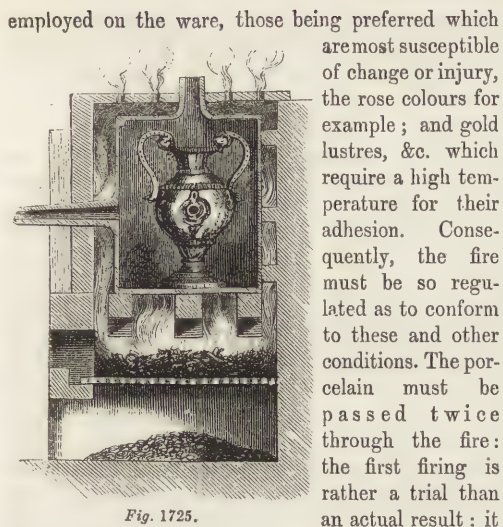 employed on the ware, those being preferred which
are most susceptible
of change or injury,
the rose colours for
example ; and gold
lustres, &c. which
require a high tem-
perature for their
adhesion. Conse-
quently, the fire
must be so regu-
lated as to conform
to these and other
conditions. The por-
celain must be
passed twice
through the fire:
the first firing is
rather a trial than
an actual result : it
Fig. 1725.